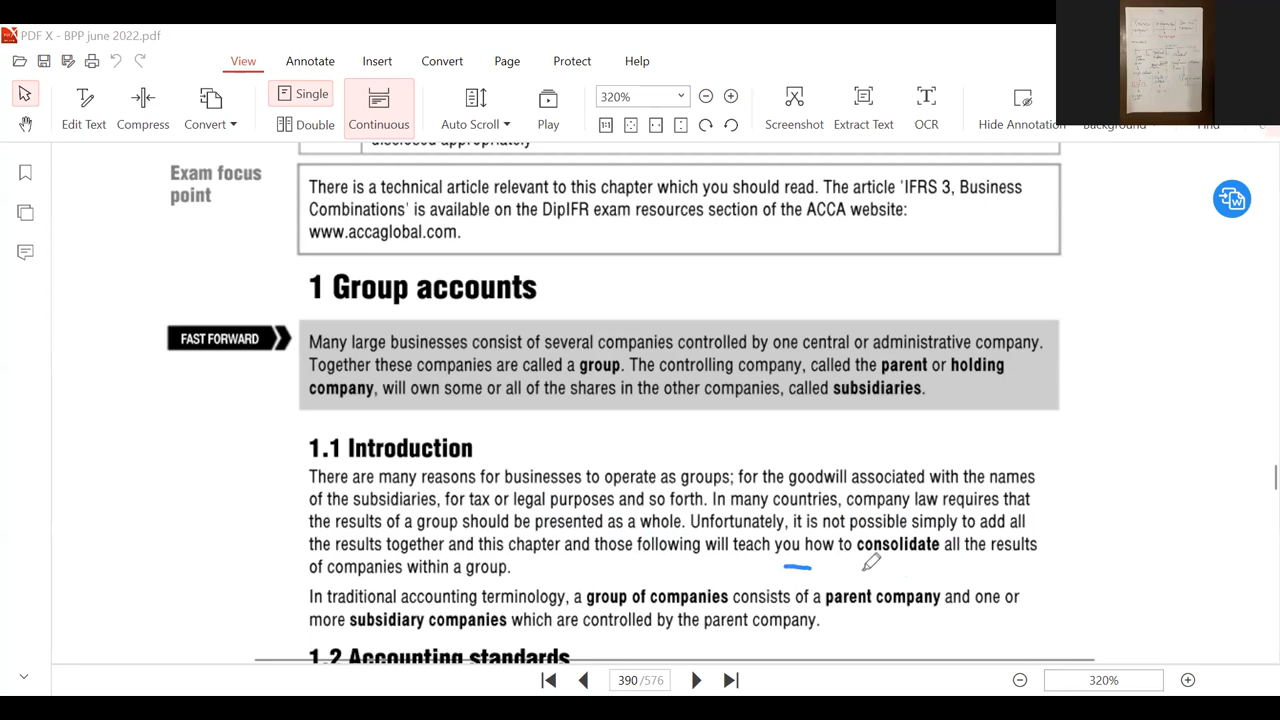 PDF X - BPP june 2022.pdf
View
Annotate
Insert
Convert
Page
Protect
Help
Edit Text
Compress
Convert
Single
Double
Continuous
Auto Scroll
Play
320%
Screenshot
Extract Text
OCR
Hide Annotation
disclosed appropriately
Exam focus
point
There is a technical article relevant to this chapter which you should read. The article 'IFRS 3, Business
Combinations' is available on the DipIFR exam resources section of the ACCA website:
www.accaglobal.com.
1 Group accounts
FAST FORWARD
Many large businesses consist of several companies controlled by one central or administrative company.
Together these companies are called a group. The controlling company, called the parent or holding
company, will own some or all of the shares in the other companies, called subsidiaries.
1.1 Introduction
There are many reasons for businesses to operate as groups; for the goodwill associated with the names
of the subsidiaries, for tax or legal purposes and so forth. In many countries, company law requires that
the results of a group should be presented as a whole. Unfortunately, it is not possible simply to add all
the results together and this chapter and those following will teach you how to consolidate all the results
of companies within a group.
In traditional accounting terminology, a group of companies consists of a parent company and one or
more subsidiary companies which are controlled by the parent company.
1.2 Accounting standards
390 /576
320%